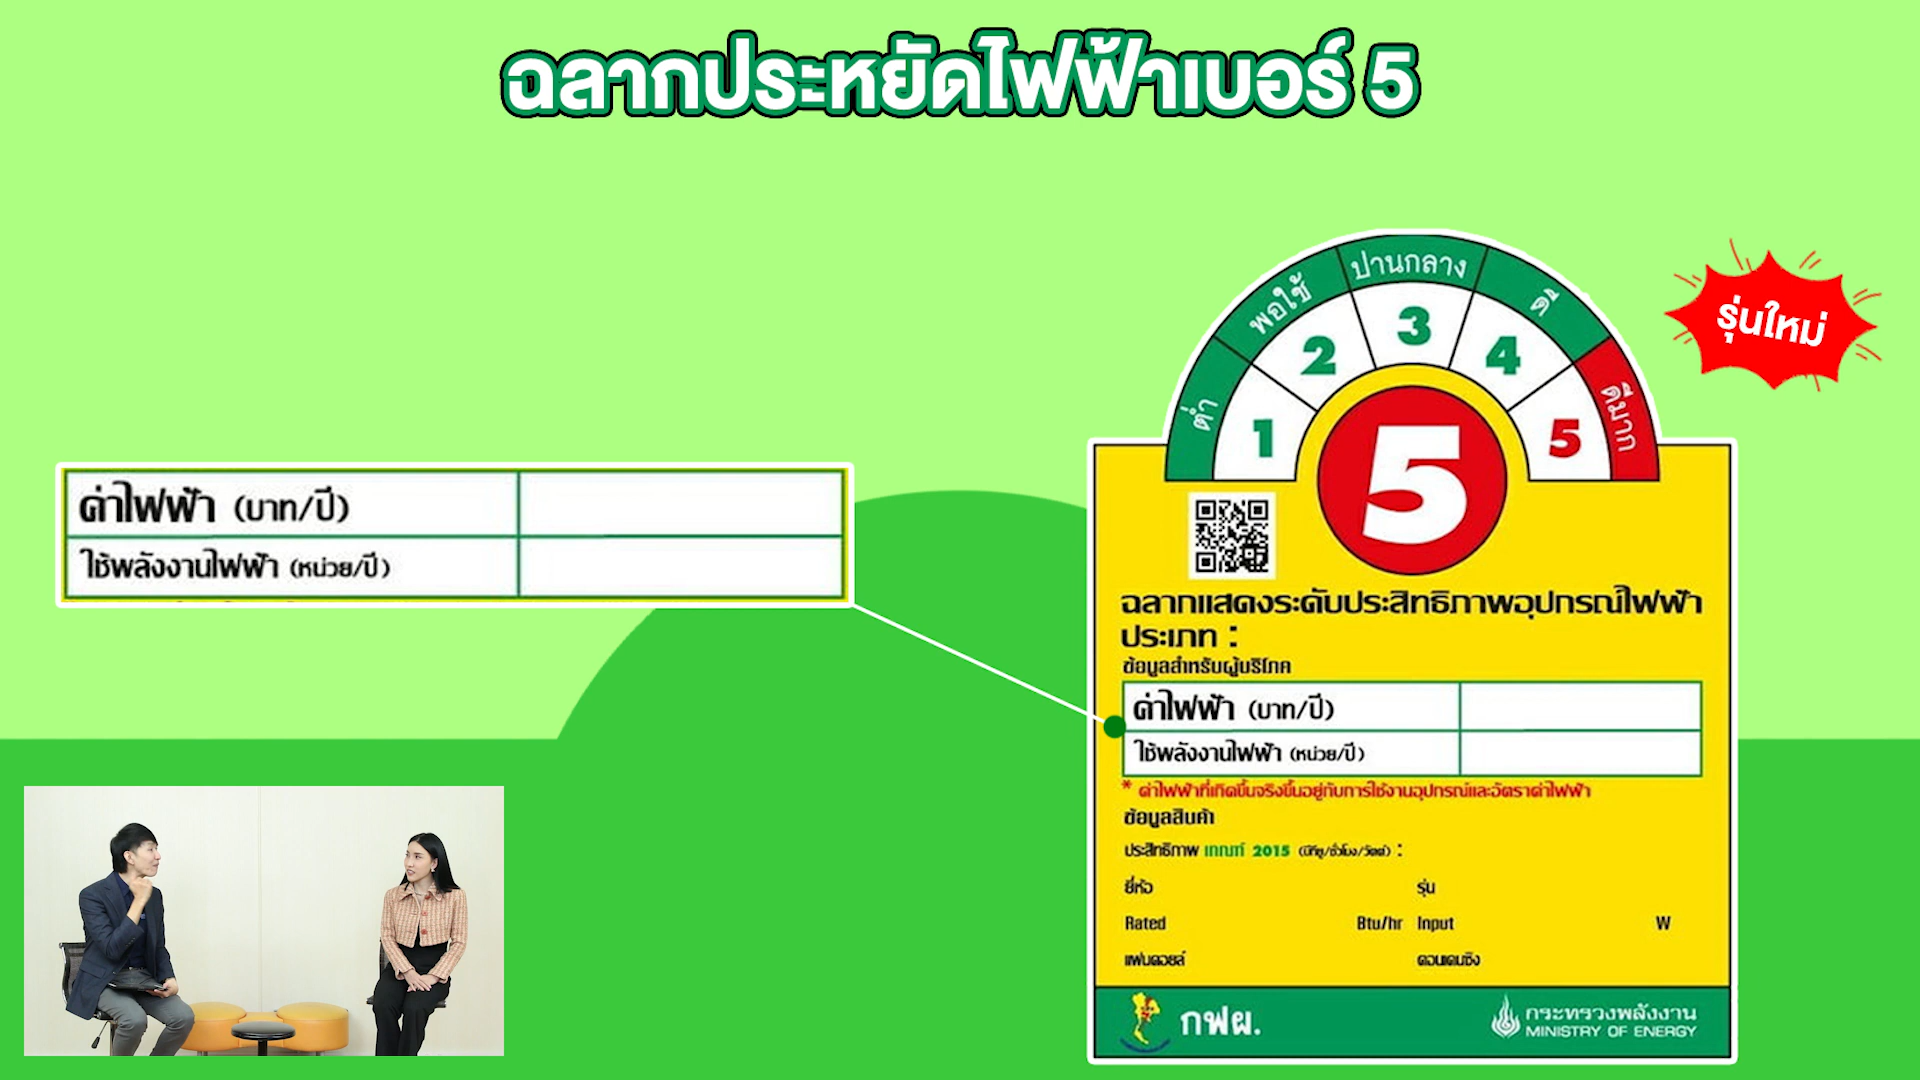 ฉลากประหยัดไฟฟ้าเบอร์ 5
รุ่นใหม่
ค่าไฟฟ้า (บาท/ปี)
ใช้พลังงานไฟฟ้า (หน่วย/ปี)
ต่ำ พอใช้ ปานกลาง ดี ดีมาก
1 2 3 4 5
5
ฉลากแสดงระดับประสิทธิภาพอุปกรณ์ไฟฟ้า
ประเภท :
ข้อมูลสำหรับผู้บริโภค
ค่าไฟฟ้า (บาท/ปี)
ใช้พลังงานไฟฟ้า (หน่วย/ปี)
* ค่าไฟฟ้าที่เกิดขึ้นจริงขึ้นอยู่กับการใช้งานอุปกรณ์และอัตราค่าไฟฟ้า
ข้อมูลสินค้า
ประสิทธิภาพ เกณฑ์ 2015 (บีทียู/ชั่วโมง/วัตต์) :
ยี่ห้อ รุ่น
Rated Btu/hr Input W
แฟนคอยล์ คอนเดนซิ่ง
กฟผ.
กระทรวงพลังงาน
MINISTRY OF ENERGY